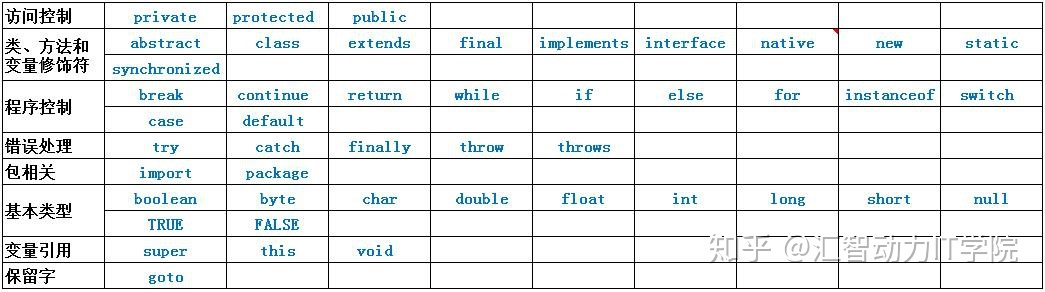 访问控制 private protected public
类、方法和变量修饰符 abstract class extends final implements interface native new static
synchronized
程序控制 break continue return while if else for instanceof switch
case default
错误处理 try catch finally throw throws
包相关 import package
基本类型 boolean byte char double float int long short null
TRUE FALSE
变量引用 super this void
保留字 goto
知乎 @汇智动力IT学院